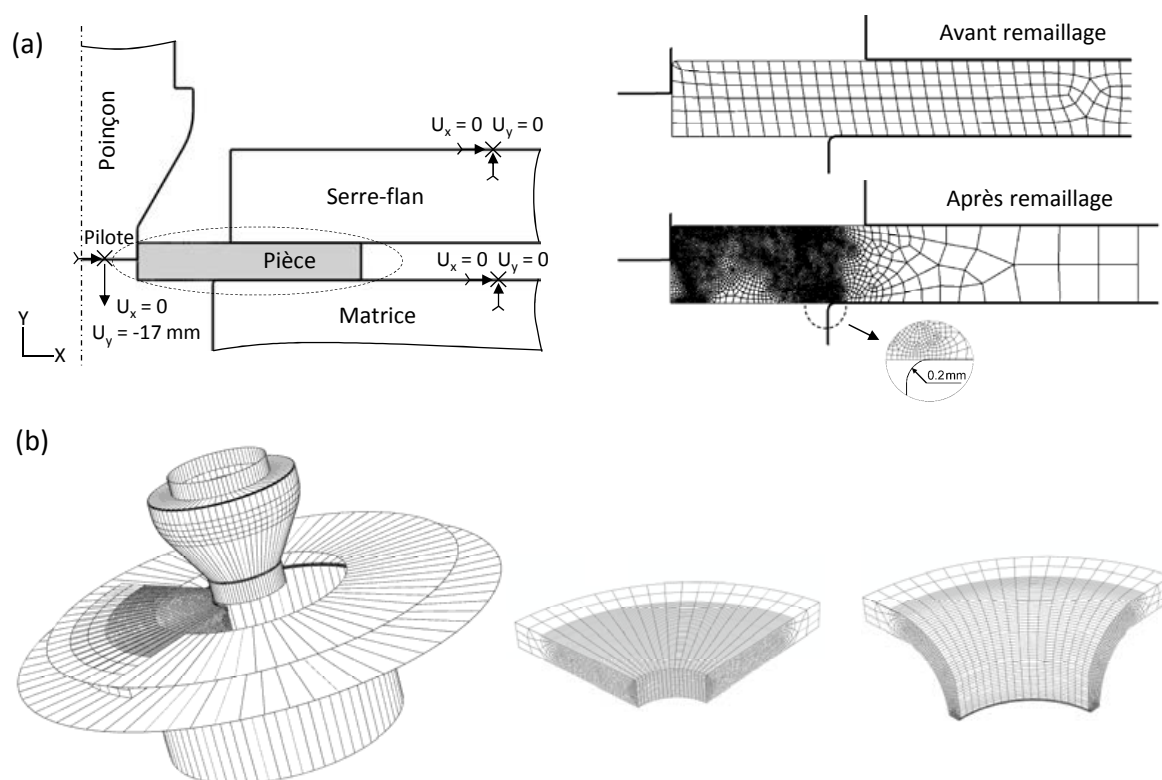 (a)
Poinçon
Pilote
U_x = 0
U_y = -17 mm
Y
X
U_x = 0 U_y = 0
Serre-flan
Pièce
U_x = 0 U_y = 0
Matrice
Avant remaillage
Après remaillage
0.2mm
(b)